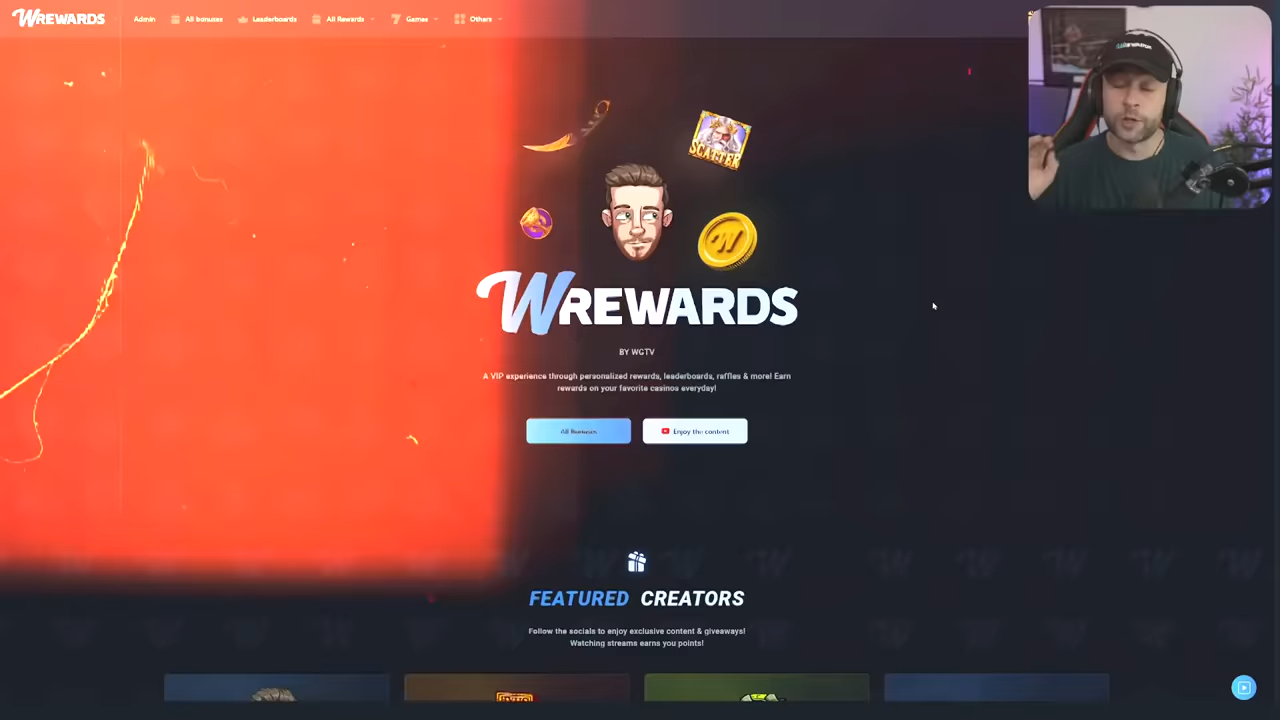 WREWARDS
Admin
All bonuses
Leaderboards
All Rewards
Games
Others
SCATTER
W
WREWARDS
BY WGTV
A VIP experience through personalized rewards, leaderboards, raffles & more! Earn
rewards on your favorite casinos everyday!
All Bonuses
Enjoy the content
FEATURED CREATORS
Follow the socials to enjoy exclusive content & giveaways!
Watching streams earns you points!